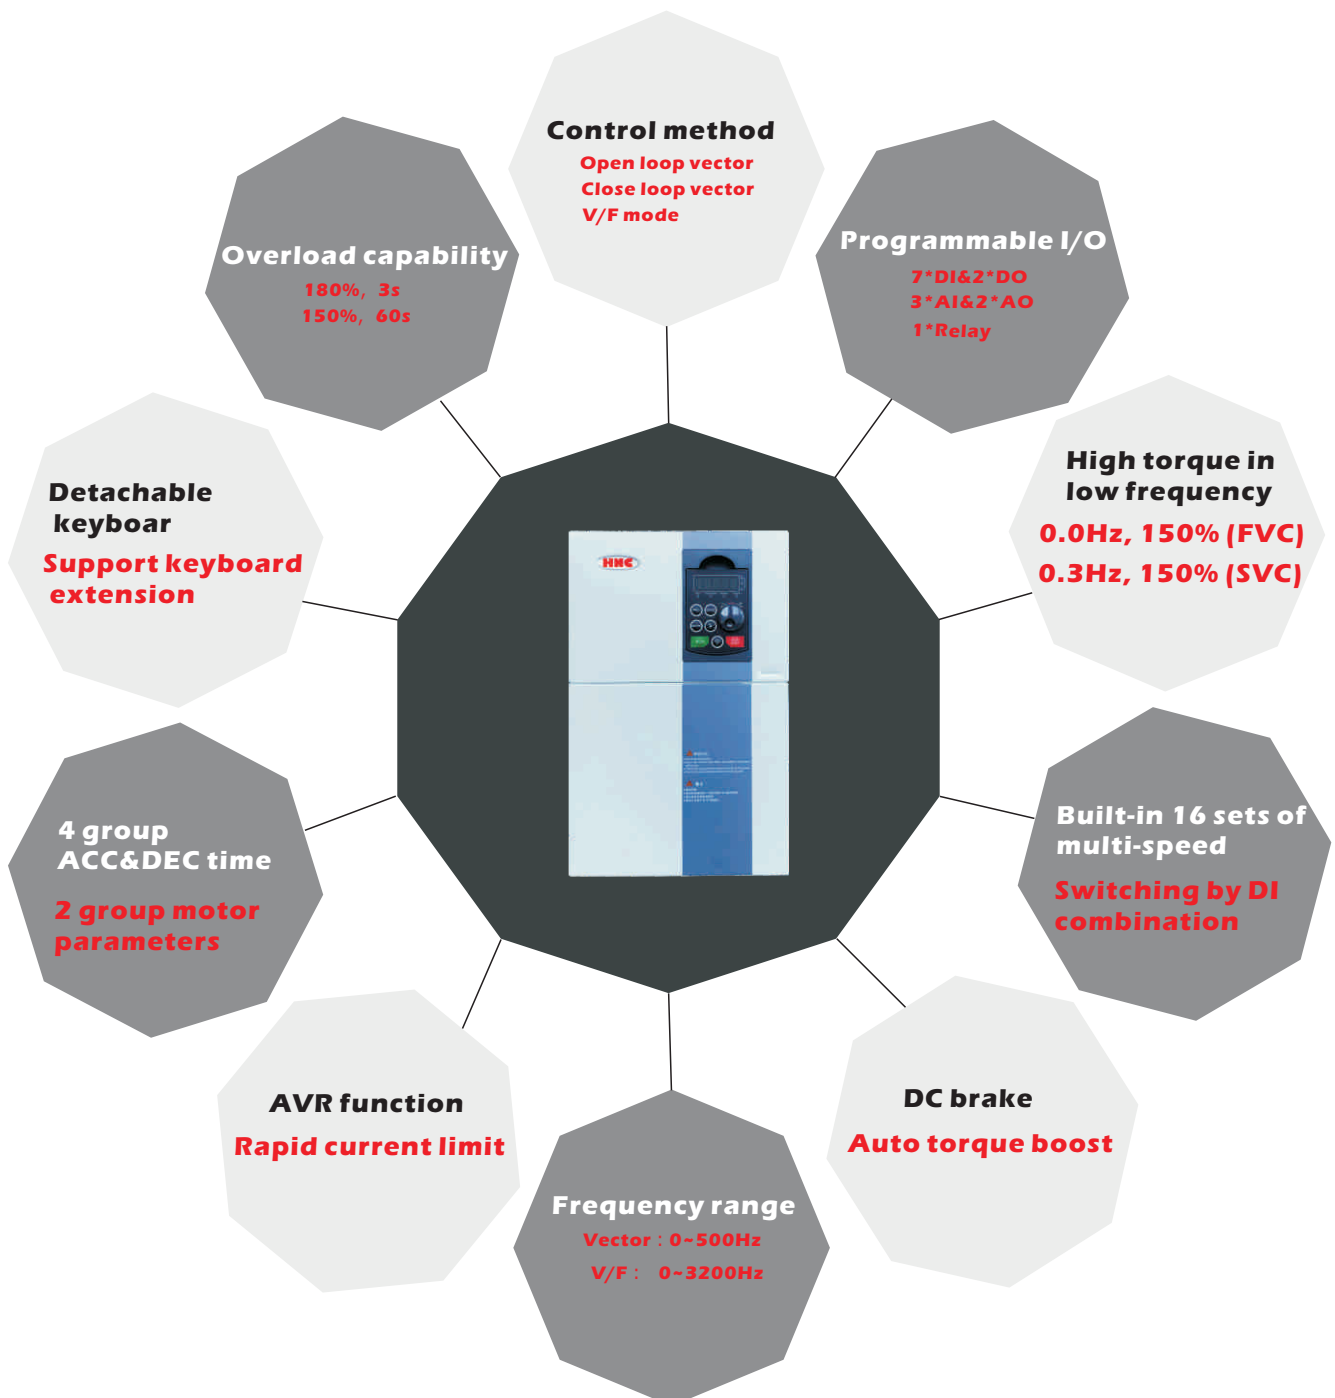 Control method
Open loop vector
Close loop vector
V/F mode
Overload capability
180%, 3s
150%, 60s
Programmable I/O
7*DI&2*DO
3*AI&2*AO
1*Relay
Detachable
keyboar
Support keyboard
extension
High torque in
low frequency
0.0Hz, 150% (FVC)
0.3Hz, 150% (SVC)
HNC
4 group
ACC&DEC time
2 group motor
parameters
Built-in 16 sets of
multi-speed
Switching by DI
combination
AVR function
Rapid current limit
DC brake
Auto torque boost
Frequency range
Vector : 0~500Hz
V/F : 0~3200Hz